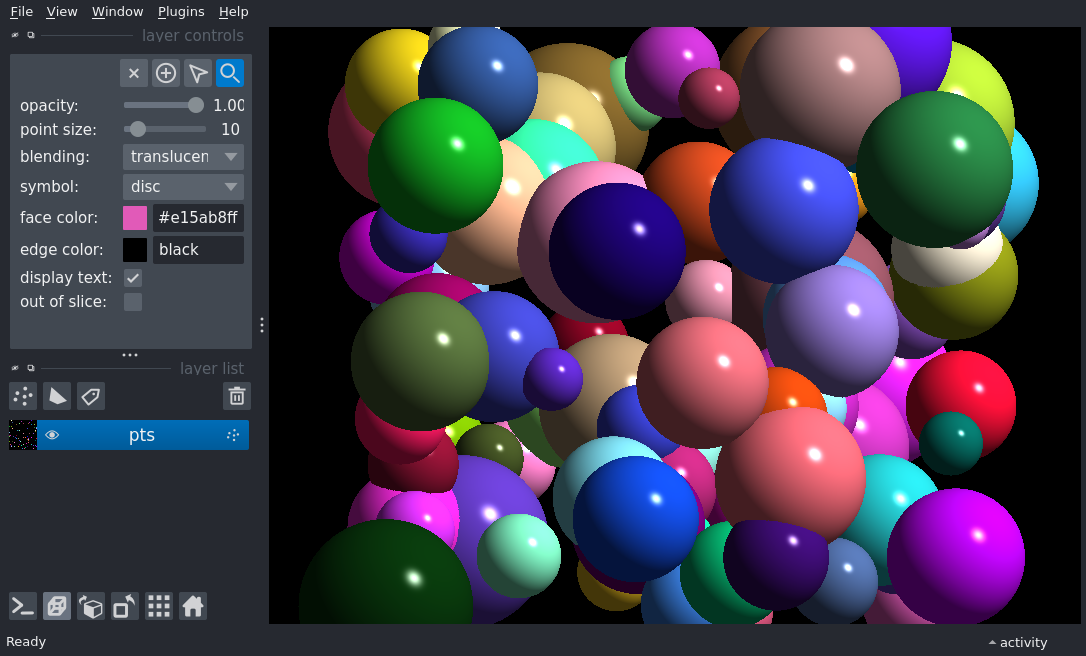 File View Window Plugins Help
layer controls
opacity: 1.00
point size: 10
blending: translucen
symbol: disc
face color: #e15ab8ff
edge color: black
display text:
out of slice:
layer list
pts
Ready
activity